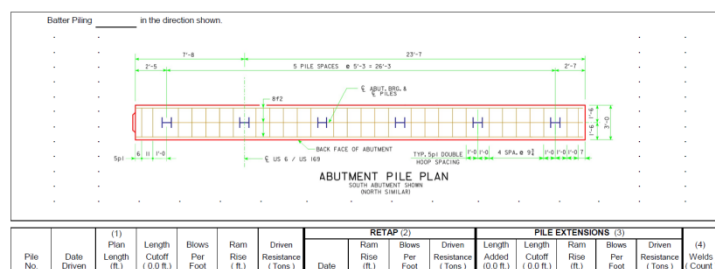 Batter Piling ________ in the direction shown.
7'-8 23'-7
2'-5 5 PILE SPACES @ 5'-3 = 26'-3 2'-7
℄ ABUT. BRG. &
℄ PILES
8f2
1'-6 1'-6 3'-0
BACK FACE OF ABUTMENT
6 11 1'-0
5p1
℄ US 6 / US 169
TYP. 5p1 DOUBLE
HOOP SPACING
1'-0 1'-0 4 SPA. @ 9¾ 1'-0 1'-0 1'-0 7
ABUTMENT PILE PLAN
SOUTH ABUTMENT SHOWN
(NORTH SIMILAR)
RETAP (2) PILE EXTENSIONS (3)
(1) (4)
Plan Length Blows Ram Driven Ram Blows Driven Length Length Ram Blows Driven
Pile Date Length Cutoff Per Rise Resistance Rise Per Resistance Added Cutoff Rise Per Resistance Welds
No. Driven (ft.) (0.0 ft.) Foot (ft.) (Tons) Date (ft.) Foot (Tons) (0.0 ft.) (0.0 ft.) (ft.) Foot (Tons) (Count